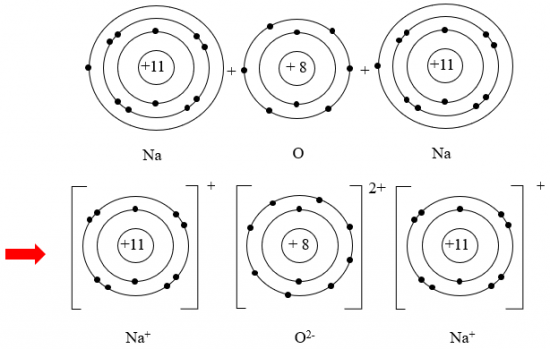 +11 + + 8 + +11
Na O Na
+ 2+ +
+11 + 8 +11
Na⁺ O²⁻ Na⁺